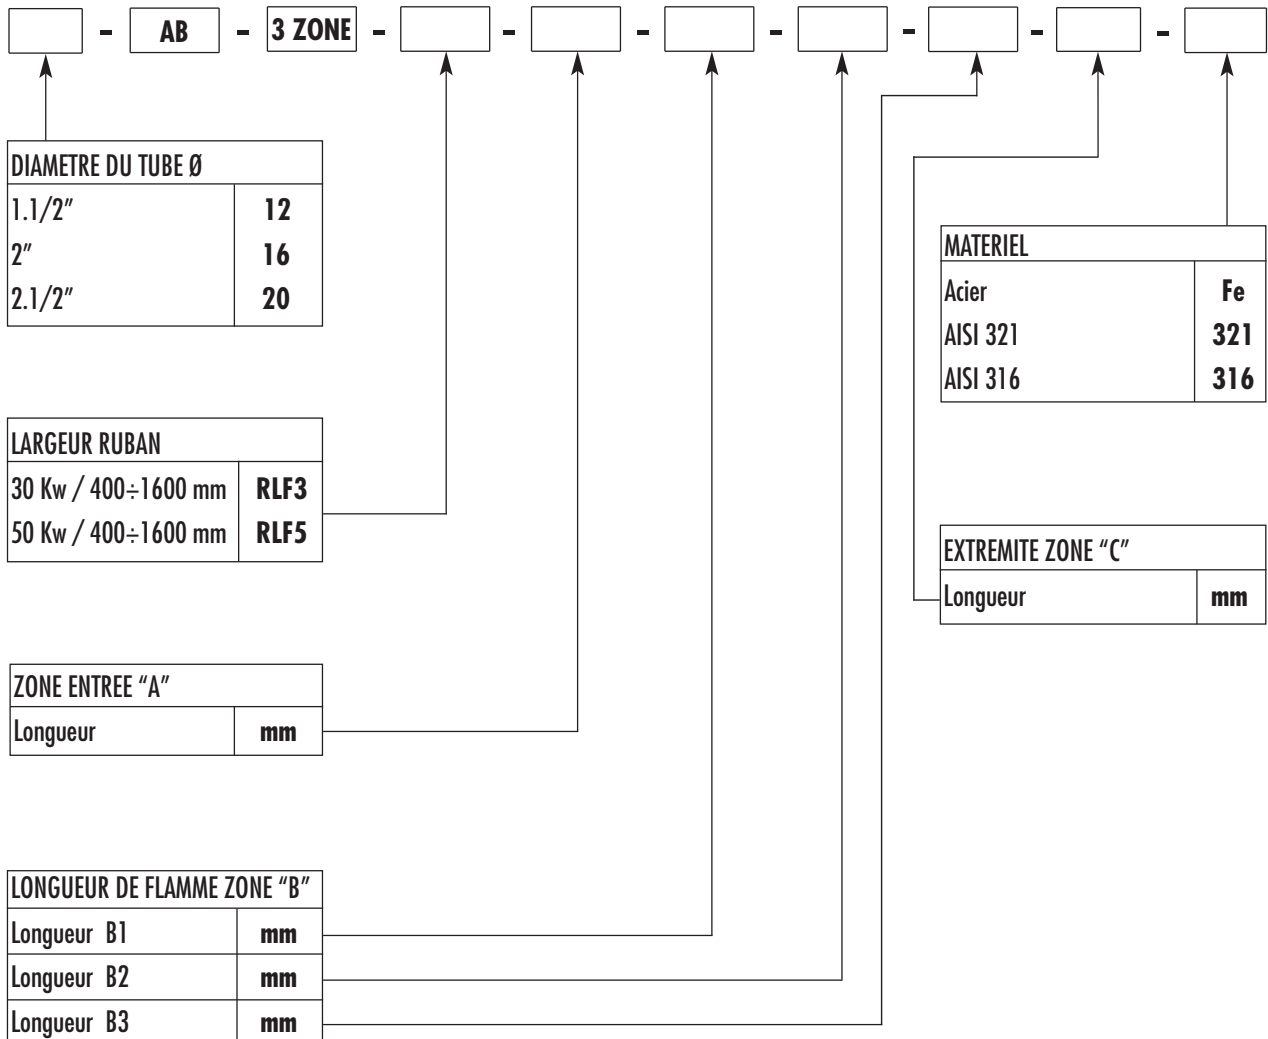 - AB - 3 ZONE - - - - - - -
DIAMETRE DU TUBE Ø
1.1/2” 12
2” 16
2.1/2” 20
MATERIEL
Acier Fe
AISI 321 321
AISI 316 316
LARGEUR RUBAN
30 Kw / 400÷1600 mm RLF3
50 Kw / 400÷1600 mm RLF5
EXTREMITE ZONE “C”
Longueur mm
ZONE ENTREE “A”
Longueur mm
LONGUEUR DE FLAMME ZONE “B”
Longueur B1 mm
Longueur B2 mm
Longueur B3 mm